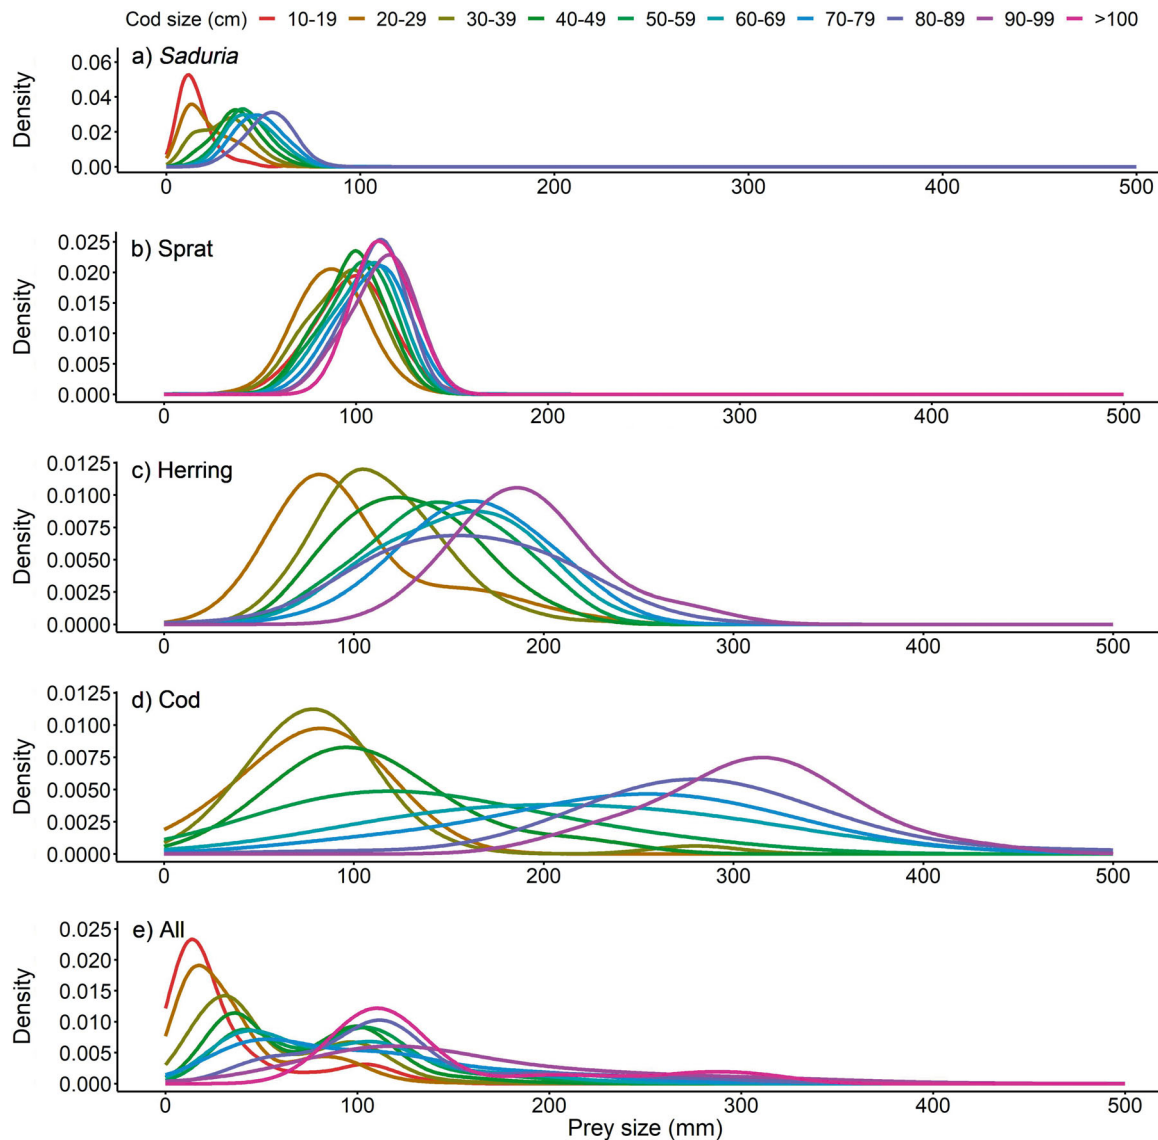 Cod size (cm) 10-19 20-29 30-39 40-49 50-59 60-69 70-79 80-89 90-99 >100
a) Saduria
Density
0.06
0.04
0.02
0.00
0 100 200 300 400 500
b) Sprat
Density
0.025
0.020
0.015
0.010
0.005
0.000
0 100 200 300 400 500
c) Herring
Density
0.0125
0.0100
0.0075
0.0050
0.0025
0.0000
0 100 200 300 400 500
d) Cod
Density
0.0125
0.0100
0.0075
0.0050
0.0025
0.0000
0 100 200 300 400 500
e) All
Density
0.025
0.020
0.015
0.010
0.005
0.000
0 100 200 300 400 500
Prey size (mm)